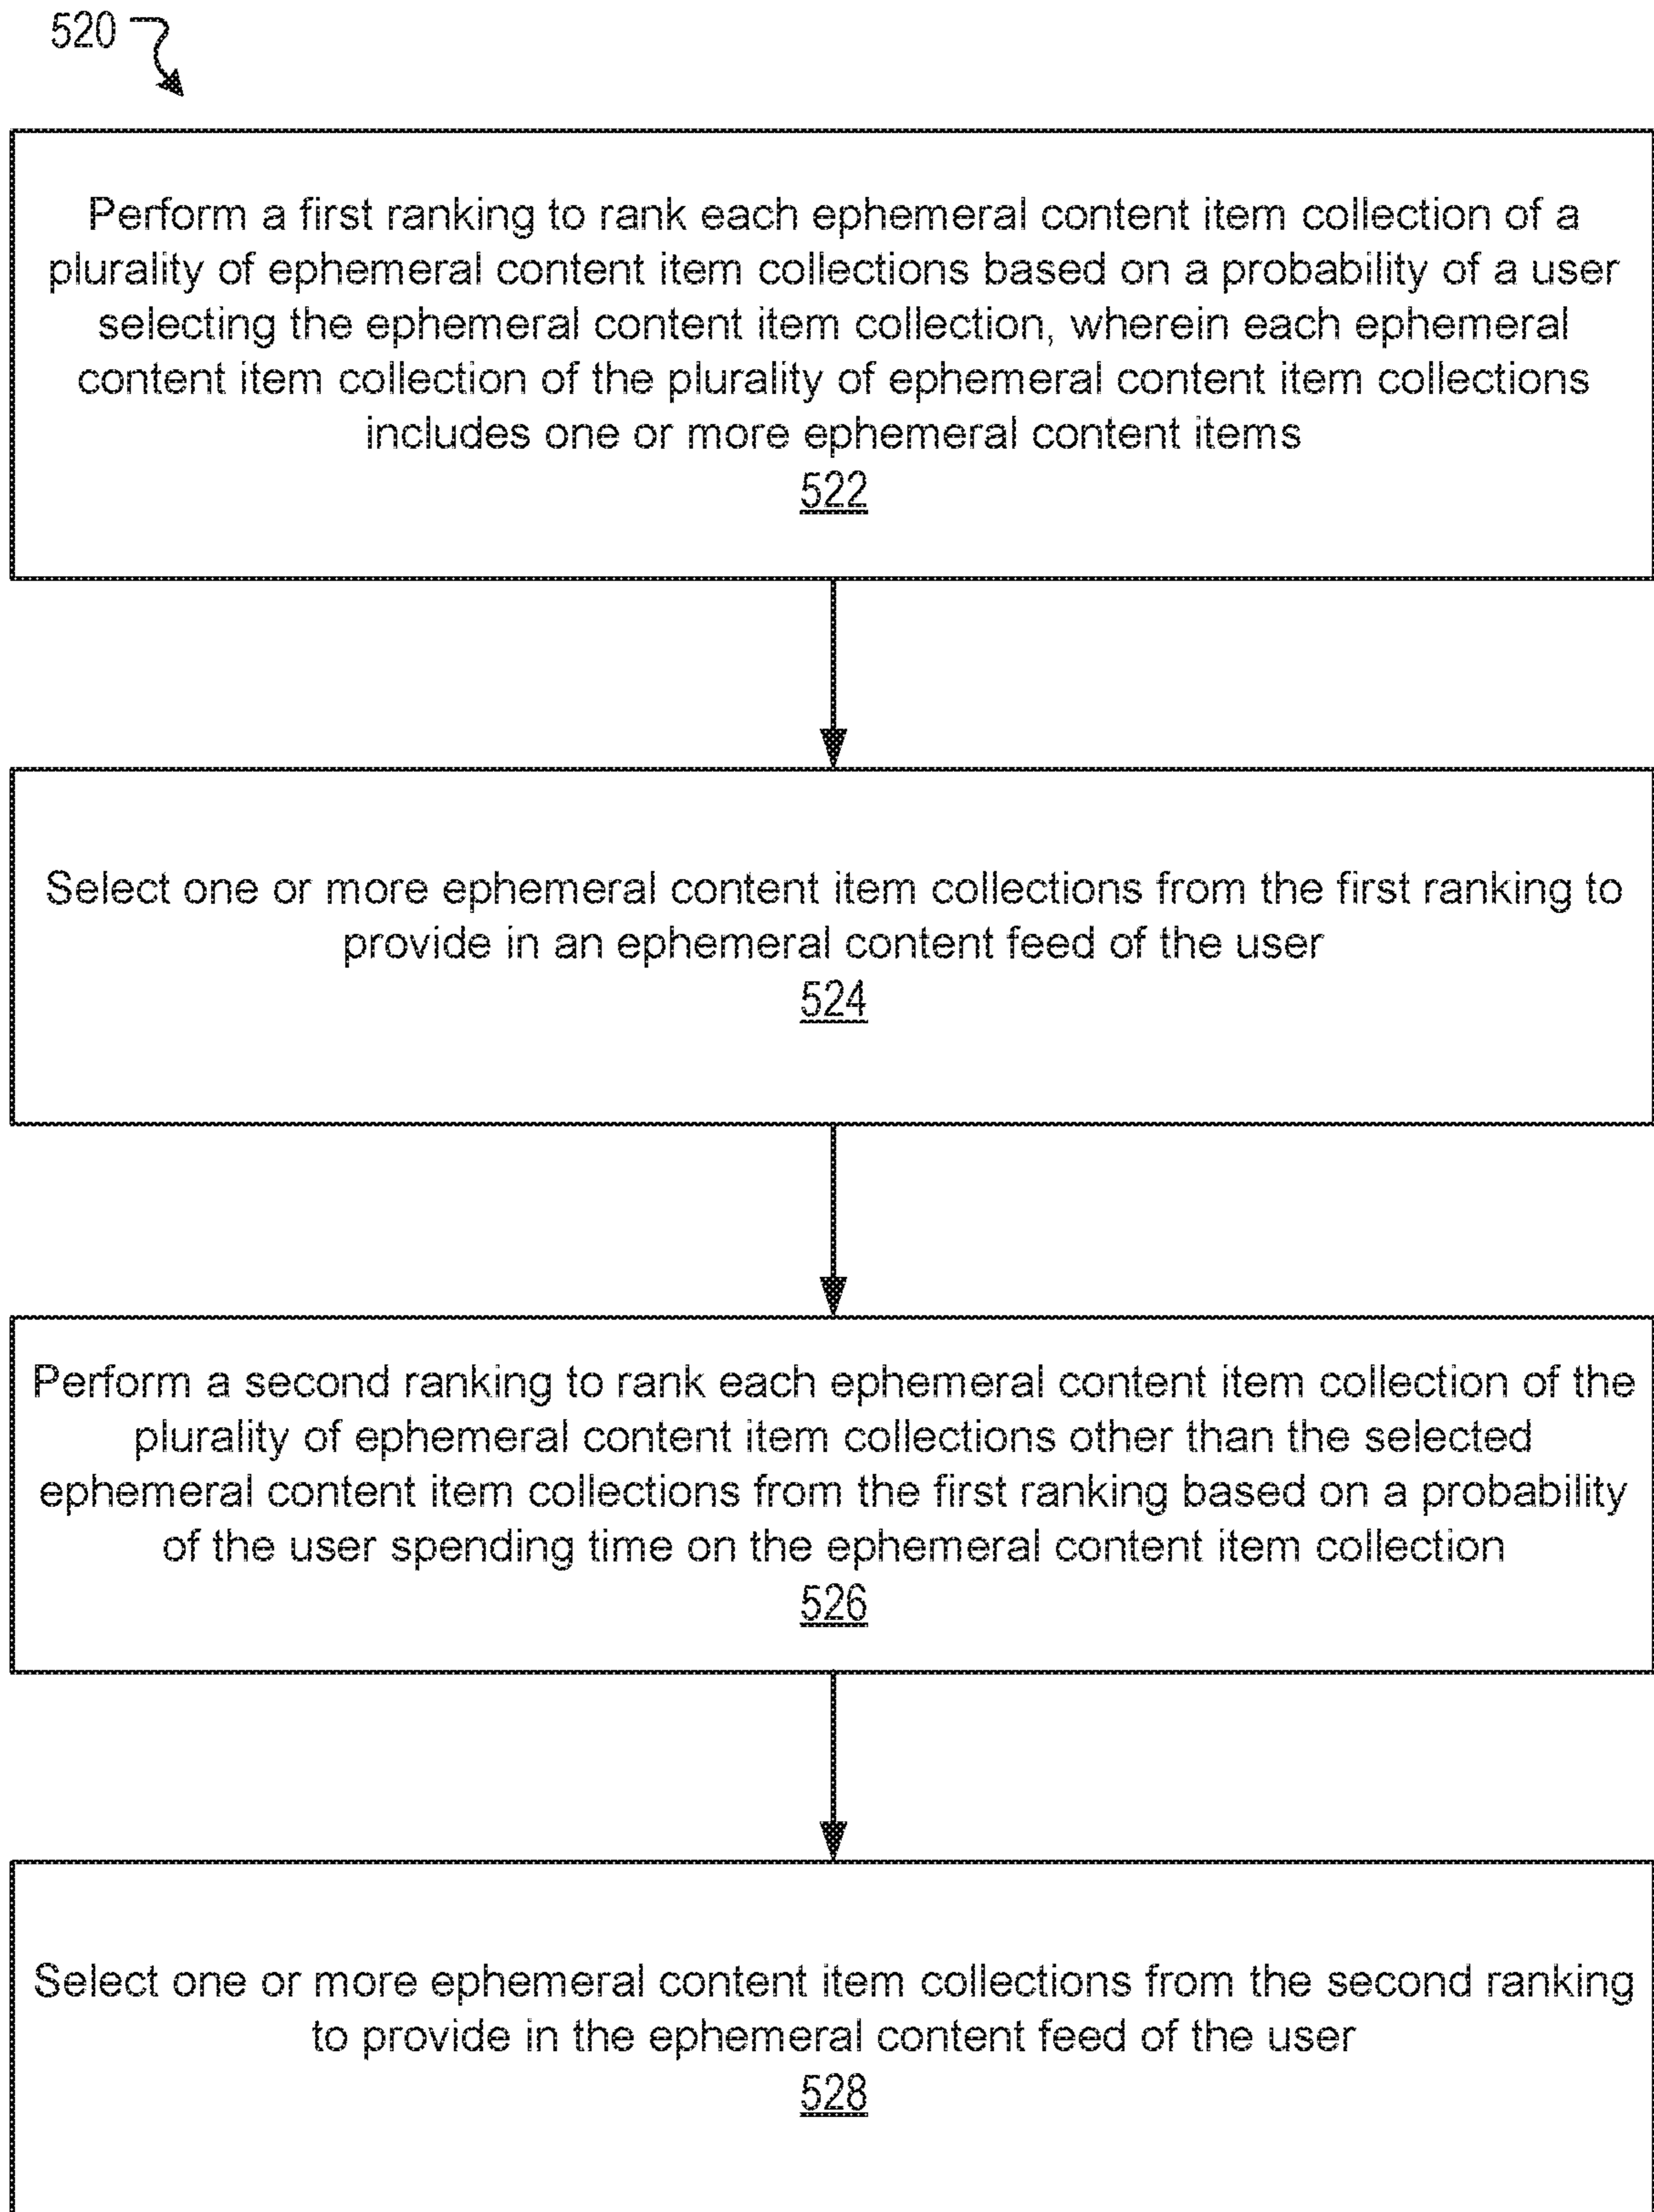 520
Perform a first ranking to rank each ephemeral content item collection of a
plurality of ephemeral content item collections based on a probability of a user
selecting the ephemeral content item collection, wherein each ephemeral
content item collection of the plurality of ephemeral content item collections
includes one or more ephemeral content items
522
Select one or more ephemeral content item collections from the first ranking to
provide in an ephemeral content feed of the user
524
Perform a second ranking to rank each ephemeral content item collection of the
plurality of ephemeral content item collections other than the selected
ephemeral content item collections from the first ranking based on a probability
of the user spending time on the ephemeral content item collection
526
Select one or more ephemeral content item collections from the second ranking
to provide in the ephemeral content feed of the user
528